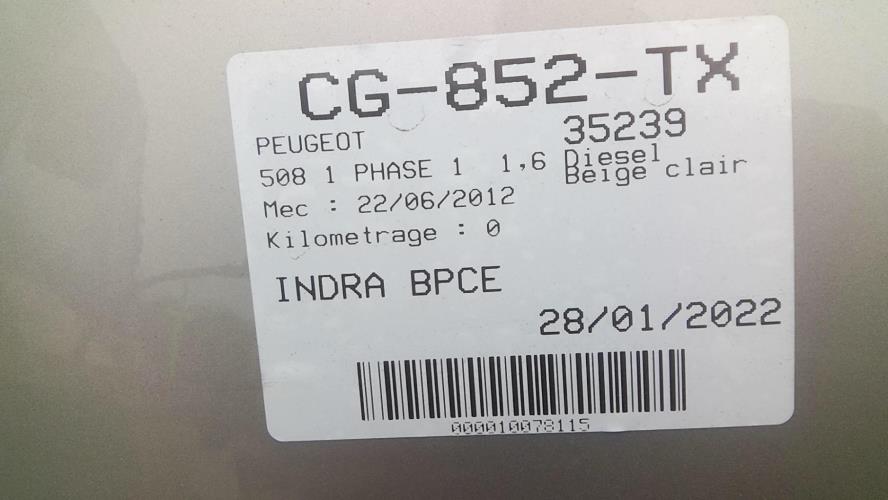 CG-852-TX
PEUGEOT 35239
508 1 PHASE 1 1,6 Diesel
Beige clair
Mec : 22/06/2012
Kilometrage : 0
INDRA BPCE
28/01/2022
000010078115